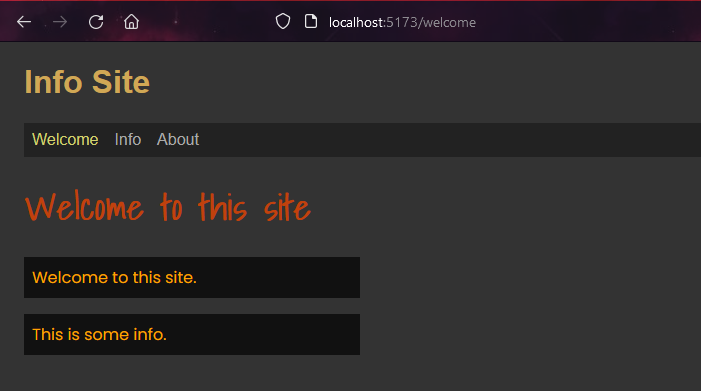 localhost:5173/welcome
Info Site
Welcome Info About
Welcome to this site
Welcome to this site.
This is some info.